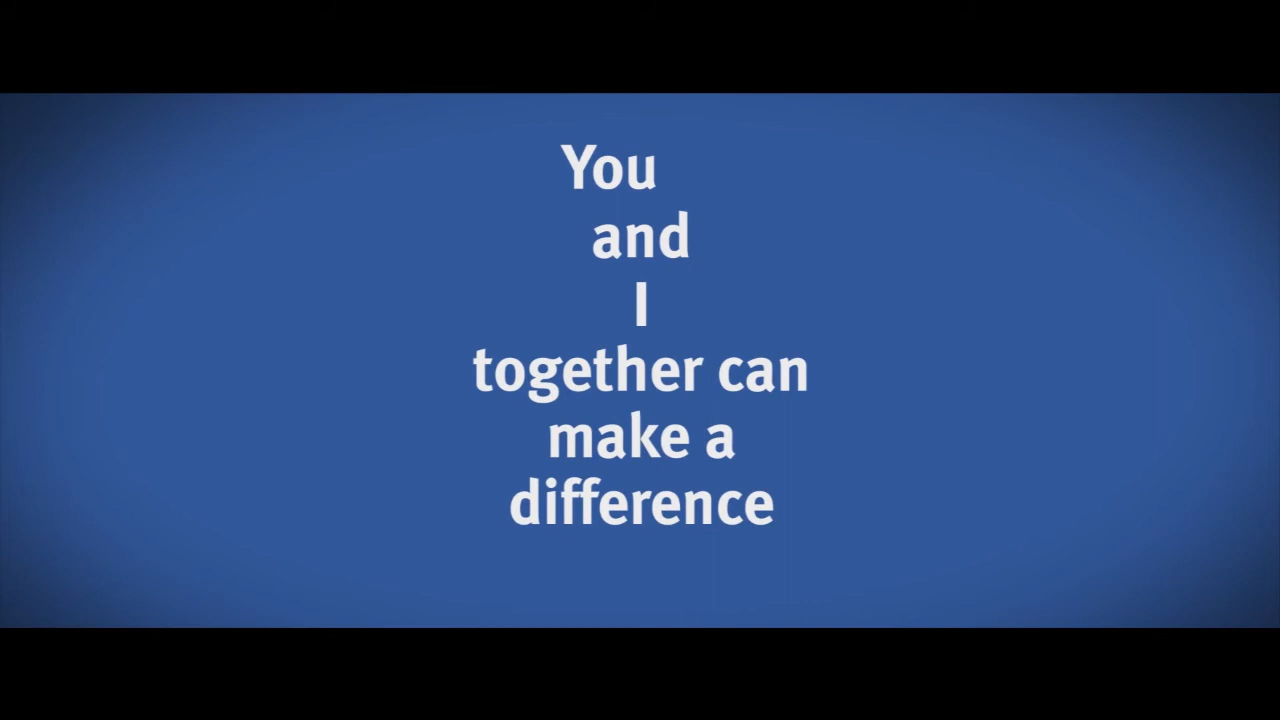 You
and
I
together can
make a
difference